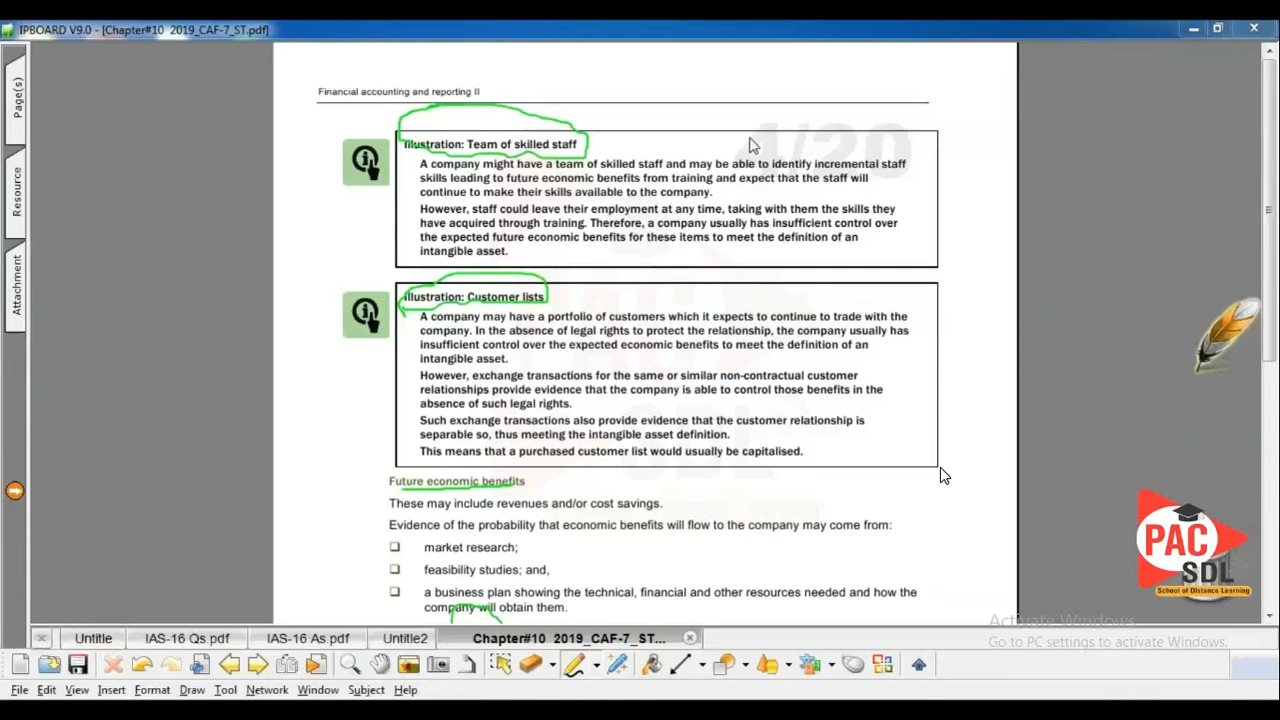 IPBOARD V9.0 - [Chapter#10 2019_CAF-7_ST.pdf]
Page(s)
Resource
Attachment
Financial accounting and reporting II
Illustration: Team of skilled staff
A company might have a team of skilled staff and may be able to identify incremental staff
skills leading to future economic benefits from training and expect that the staff will
continue to make their skills available to the company.
However, staff could leave their employment at any time, taking with them the skills they
have acquired through training. Therefore, a company usually has insufficient control over
the expected future economic benefits for these items to meet the definition of an
intangible asset.
Illustration: Customer lists
A company may have a portfolio of customers which it expects to continue to trade with the
company. In the absence of legal rights to protect the relationship, the company usually has
insufficient control over the expected economic benefits to meet the definition of an
intangible asset.
However, exchange transactions for the same or similar non-contractual customer
relationships provide evidence that the company is able to control those benefits in the
absence of such legal rights.
Such exchange transactions also provide evidence that the customer relationship is
separable so, thus meeting the intangible asset definition.
This means that a purchased customer list would usually be capitalised.
Future economic benefits
These may include revenues and/or cost savings.
Evidence of the probability that economic benefits will flow to the company may come from:
market research;
feasibility studies; and,
a business plan showing the technical, financial and other resources needed and how the
company will obtain them.
PAC
SDL
School of Distance Learning
Activate Windows
Go to PC settings to activate Windows.
Untitle
IAS-16 Qs.pdf
IAS-16 As.pdf
Untitle2
Chapter#10 2019_CAF-7_ST...
File Edit View Insert Format Draw Tool Network Window Subject Help